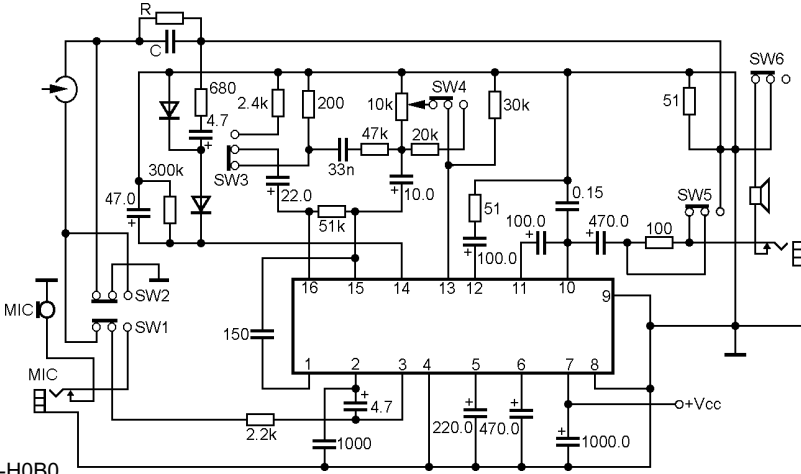 R
C
SW6
680
2.4k
200
10k
SW4
30k
51
4.7
+
47k
20k
300k
SW3
33n
47.0
+
22.0
+
10.0
+
51
0.15
SW5
51k
100.0
+
470.0
+
100
+
100.0
16
15
14
13
12
11
10
9
MIC
SW2
SW1
150
1
2
3
4
5
6
7
8
MIC
+
4.7
+
+
+Vcc
2.2k
1000
220.0
470.0
+
1000.0
-H0B0